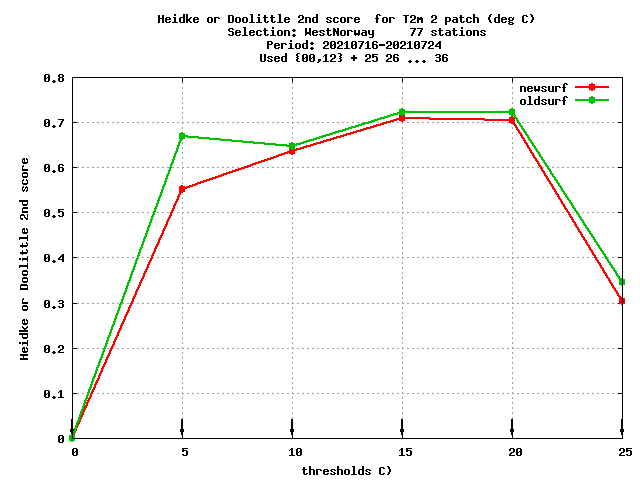 Heidke or Doolittle 2nd score  for T2m 2 patch (deg C)
Selection: WestNorway     77 stations
Period: 20210716-20210724
Used {00,12} + 25 26 ... 36
newsurf
oldsurf
Heidke or Doolittle 2nd score
0.8
0.7
0.6
0.5
0.4
0.3
0.2
0.1
0
0 5 10 15 20 25
thresholds C)